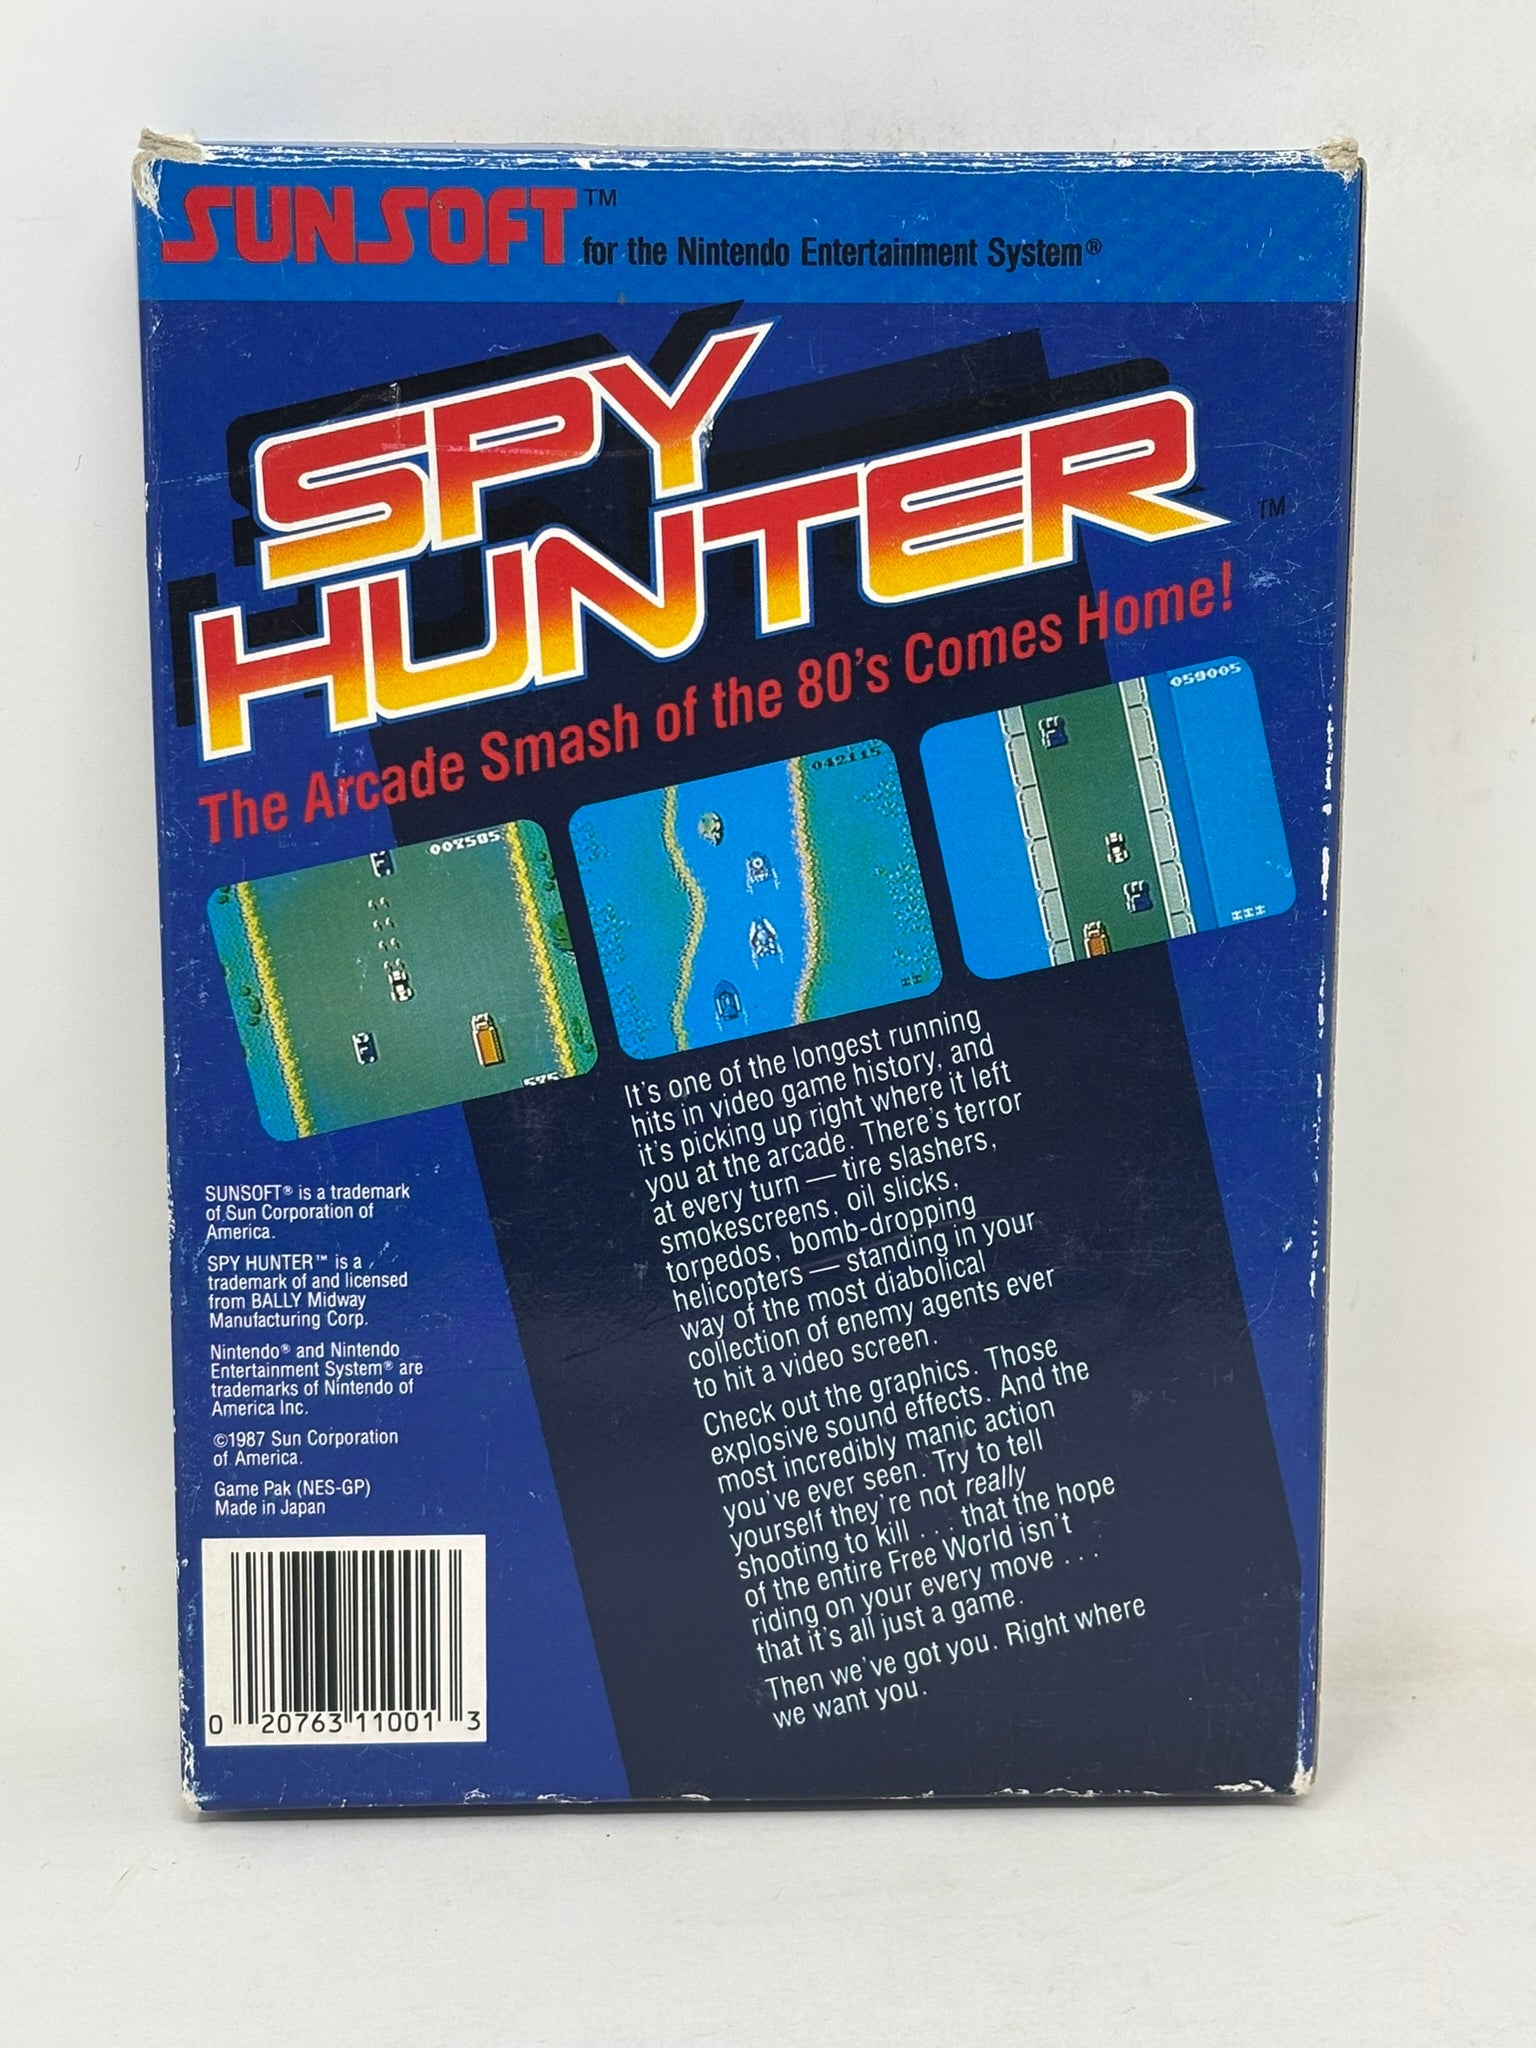 SUNSOFT™
for the Nintendo Entertainment System®
SPY
HUNTER™
The Arcade Smash of the 80's Comes Home!
042115
059005
575
It's one of the longest running
hits in video game history, and
it's picking up right where it left
you at the arcade. There's terror
at every turn — tire slashers,
smokescreens, oil slicks,
torpedos, bomb-dropping
helicopters — standing in your
way of the most diabolical
collection of enemy agents ever
to hit a video screen.
Check out the graphics. Those
explosive sound effects. And the
most incredibly manic action
you've ever seen. Try to tell
yourself they're not really
shooting to kill . . . that the hope
of the entire Free World isn't
riding on your every move . . .
that it's all just a game.
Then we've got you. Right where
we want you.
SUNSOFT® is a trademark
of Sun Corporation of
America.
SPY HUNTER™ is a
trademark of and licensed
from BALLY Midway
Manufacturing Corp.
Nintendo® and Nintendo
Entertainment System® are
trademarks of Nintendo of
America Inc.
©1987 Sun Corporation
of America.
Game Pak (NES-GP)
Made in Japan
0 20763 11001 3